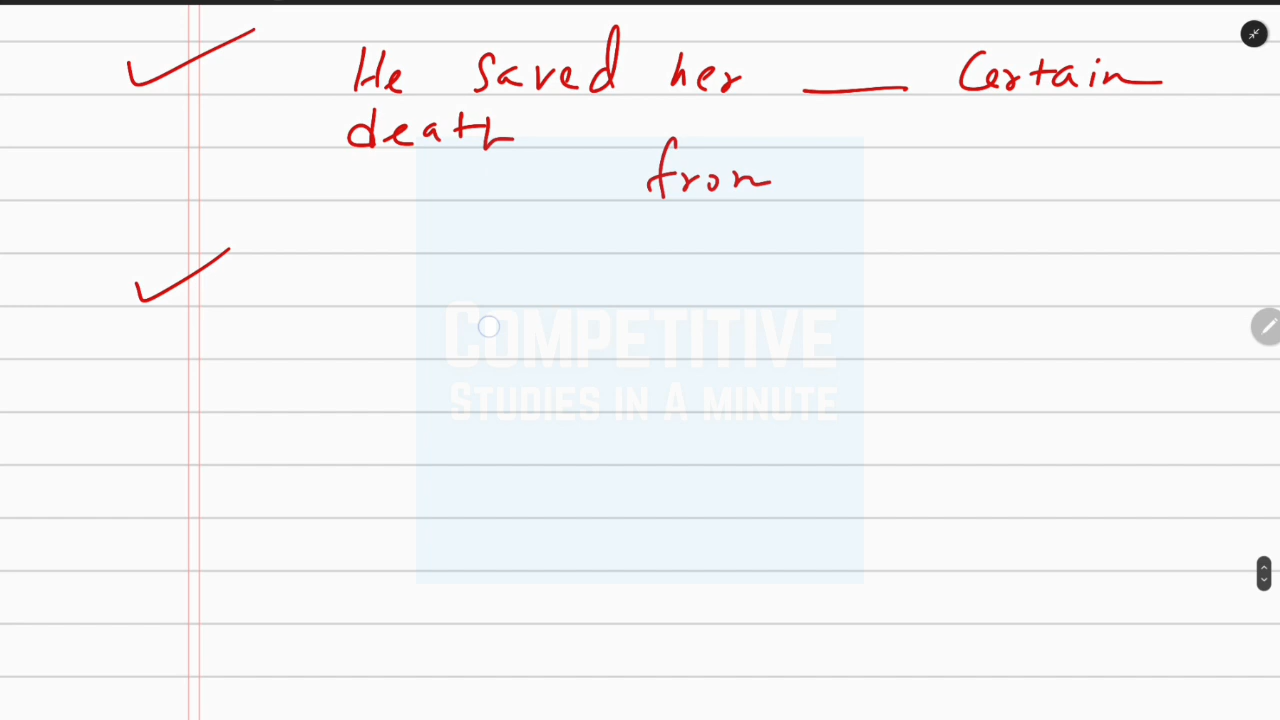 He saved her ____ Certain
death
from
COMPETITIVE
STUDIES IN A MINUTE